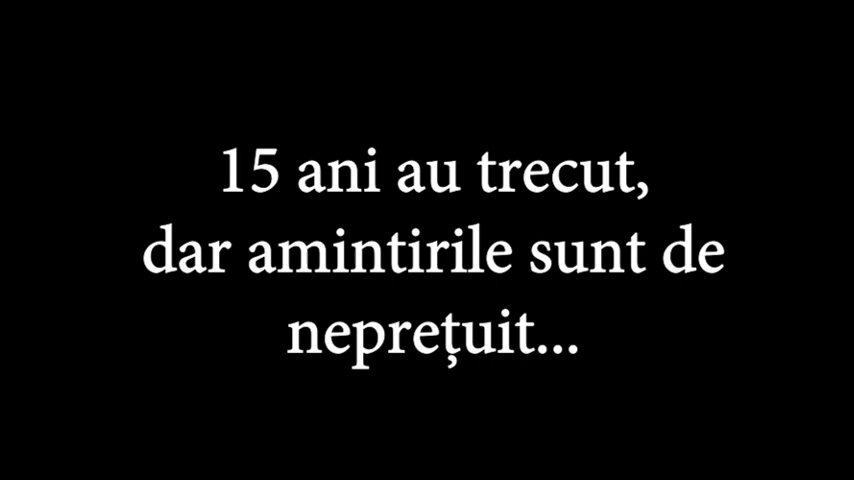 15 ani au trecut,
dar amintirile sunt de
neprețuit...